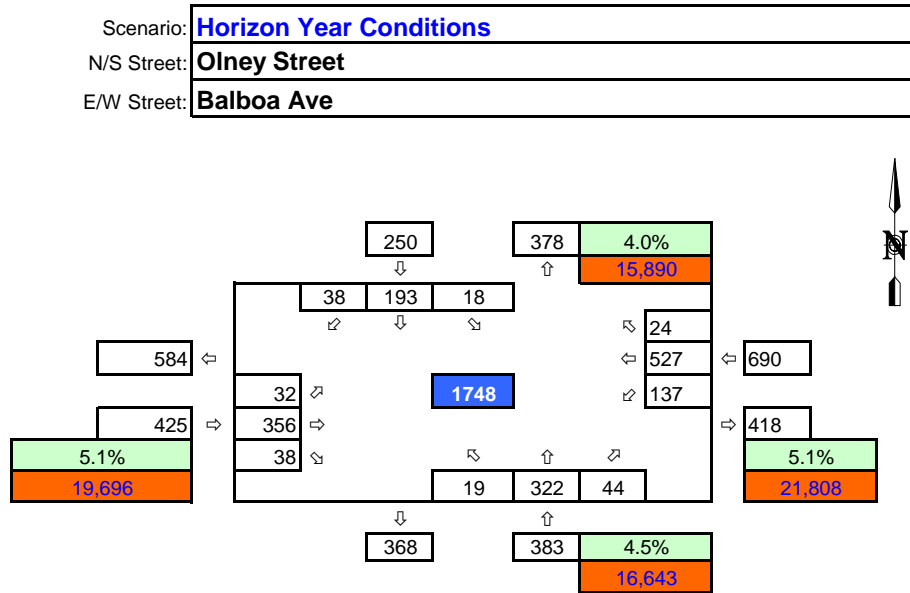 Scenario: Horizon Year Conditions
N/S Street: Olney Street
E/W Street: Balboa Ave
N
250 378 4.0%
⇩ ⇧ 15,890
38 193 18
⬃ ⇩ ⬂ ⬁ 24
584 ⇦ ⇦ 527 ⇦ 690
32 ⬀ 1748 ⬃ 137
425 ⇨ 356 ⇨ ⇨ 418
5.1% 38 ⬂ ⬁ ⇧ ⬀ 5.1%
19,696 19 322 44 21,808
⇩ ⇧
368 383 4.5%
16,643